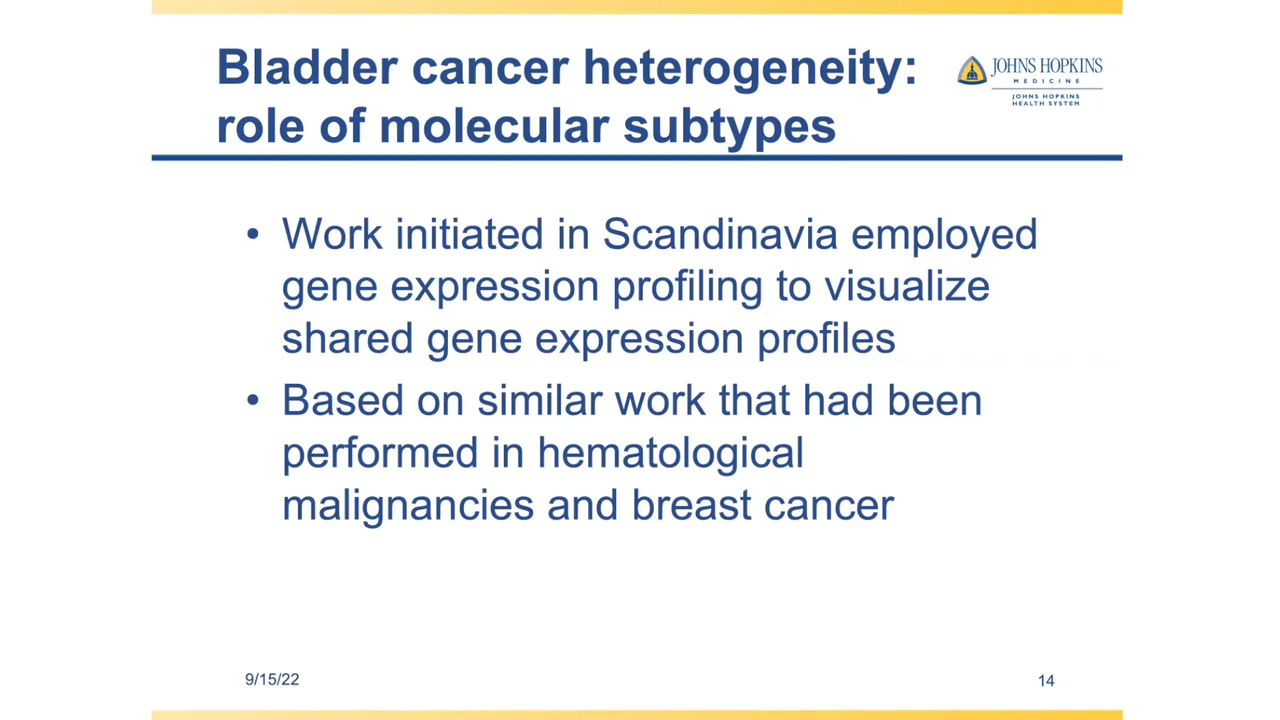 Bladder cancer heterogeneity:
role of molecular subtypes
JOHNS HOPKINS
MEDICINE
JOHNS HOPKINS
HEALTH SYSTEM
• Work initiated in Scandinavia employed
gene expression profiling to visualize
shared gene expression profiles
• Based on similar work that had been
performed in hematological
malignancies and breast cancer
9/15/22
14